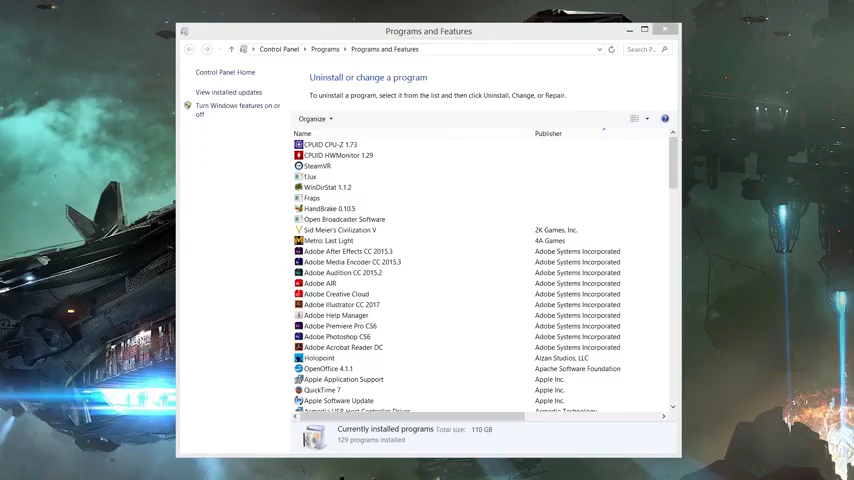 Programs and Features
Control Panel Programs Programs and Features Search P...
Control Panel Home
View installed updates
Turn Windows features on or
off
Uninstall or change a program
To uninstall a program, select it from the list and then click Uninstall, Change, or Repair.
Organize
Name Publisher
CPUID CPU-Z 1.73
CPUID HWMonitor 1.29
SteamVR
f.lux
WinDirStat 1.1.2
Fraps
HandBrake 0.10.5
Open Broadcaster Software
Sid Meier's Civilization V 2K Games, Inc.
Metro: Last Light 4A Games
Adobe After Effects CC 2015.3 Adobe Systems Incorporated
Adobe Media Encoder CC 2015.3 Adobe Systems Incorporated
Adobe Audition CC 2015.2 Adobe Systems Incorporated
Adobe AIR Adobe Systems Incorporated
Adobe Creative Cloud Adobe Systems Incorporated
Adobe Illustrator CC 2017 Adobe Systems Incorporated
Adobe Help Manager Adobe Systems Incorporated
Adobe Premiere Pro CS6 Adobe Systems Incorporated
Adobe Photoshop CS6 Adobe Systems Incorporated
Adobe Acrobat Reader DC Adobe Systems Incorporated
Holopoint Alzan Studios, LLC
OpenOffice 4.1.1 Apache Software Foundation
Apple Application Support Apple Inc.
QuickTime 7 Apple Inc.
Apple Software Update Apple Inc.
Asmedia USB Host Controller Driver Asmedia Technology
Currently installed programs Total size: 110 GB
129 programs installed